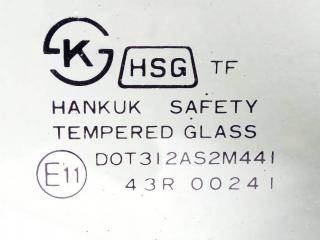 K HSG TF
HANKUK SAFETY
TEMPERED GLASS
E11 DOT312AS2M441
43R 00241